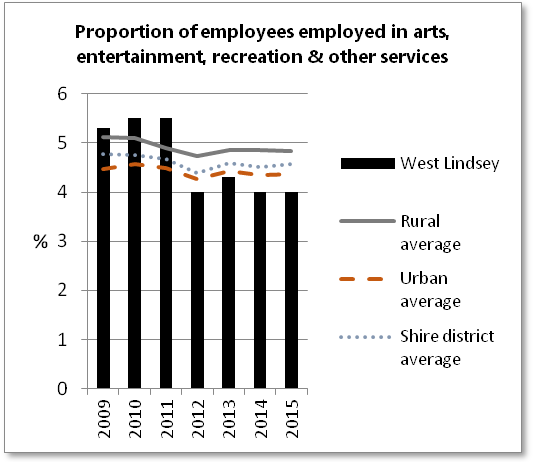 Proportion of employees employed in arts,
entertainment, recreation & other services
6
5
4
3
2
1
0
%
2009
2010
2011
2012
2013
2014
2015
West Lindsey
Rural
average
Urban
average
Shire district
average